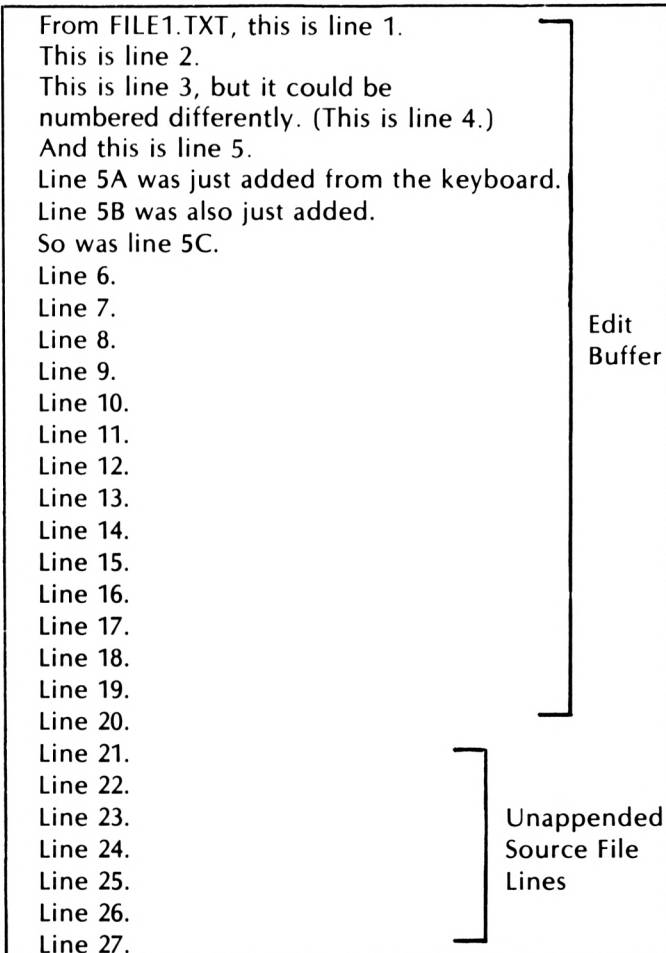 From FILE1.TXT, this is line 1.
This is line 2.
This is line 3, but it could be
numbered differently. (This is line 4.)
And this is line 5.
Line 5A was just added from the keyboard.
Line 5B was also just added.
So was line 5C.
Line 6.
Line 7.
Line 8.
Line 9.
Line 10.
Line 11.
Line 12.
Line 13.
Line 14.
Line 15.
Line 16.
Line 17.
Line 18.
Line 19.
Line 20.
Edit
Buffer
Line 21.
Line 22.
Line 23.
Line 24.
Line 25.
Line 26.
Line 27.
Unappended
Source File
Lines